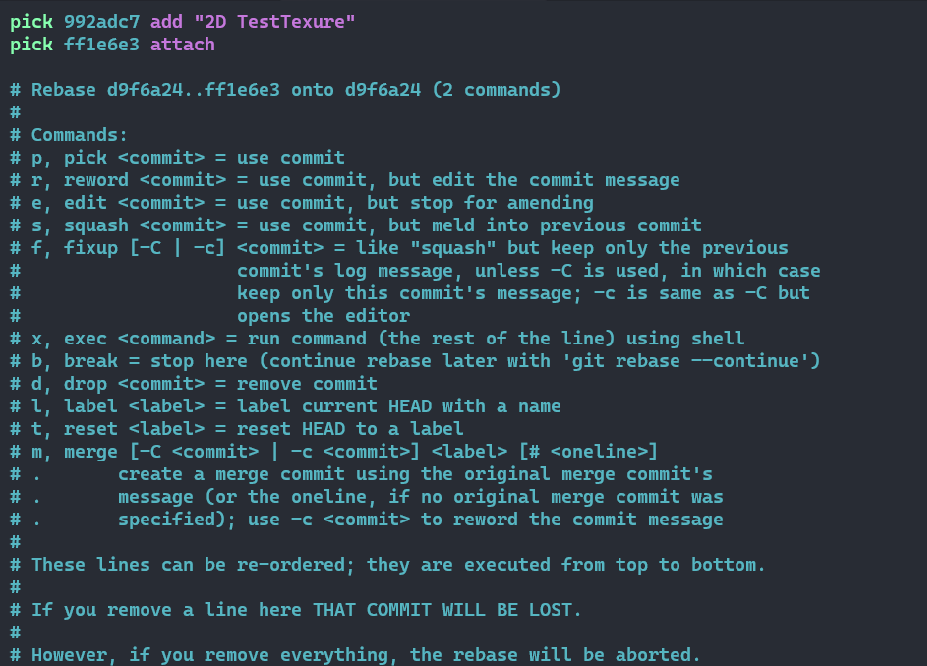 pick 992adc7 add "2D TestTexure"
pick ff1e6e3 attach
# Rebase d9f6a24..ff1e6e3 onto d9f6a24 (2 commands)
#
# Commands:
# p, pick <commit> = use commit
# r, reword <commit> = use commit, but edit the commit message
# e, edit <commit> = use commit, but stop for amending
# s, squash <commit> = use commit, but meld into previous commit
# f, fixup [-C | -c] <commit> = like "squash" but keep only the previous
#                    commit's log message, unless -C is used, in which case
#                    keep only this commit's message; -c is same as -C but
#                    opens the editor
# x, exec <command> = run command (the rest of the line) using shell
# b, break = stop here (continue rebase later with 'git rebase --continue')
# d, drop <commit> = remove commit
# l, label <label> = label current HEAD with a name
# t, reset <label> = reset HEAD to a label
# m, merge [-C <commit> | -c <commit>] <label> [# <oneline>]
# .       create a merge commit using the original merge commit's
# .       message (or the oneline, if no original merge commit was
# .       specified); use -c <commit> to reword the commit message
#
# These lines can be re-ordered; they are executed from top to bottom.
#
# If you remove a line here THAT COMMIT WILL BE LOST.
#
# However, if you remove everything, the rebase will be aborted.